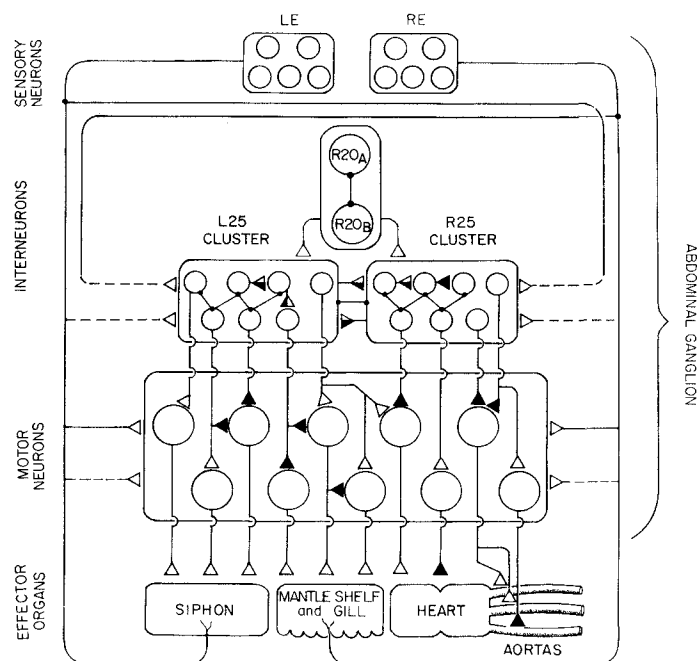 LE
RE
SENSORY
NEURONS
R20A
R20B
L25
CLUSTER
R25
CLUSTER
INTERNEURONS
ABDOMINAL GANGLION
MOTOR
NEURONS
EFFECTOR
ORGANS
SIPHON
MANTLE SHELF
and GILL
HEART
AORTAS